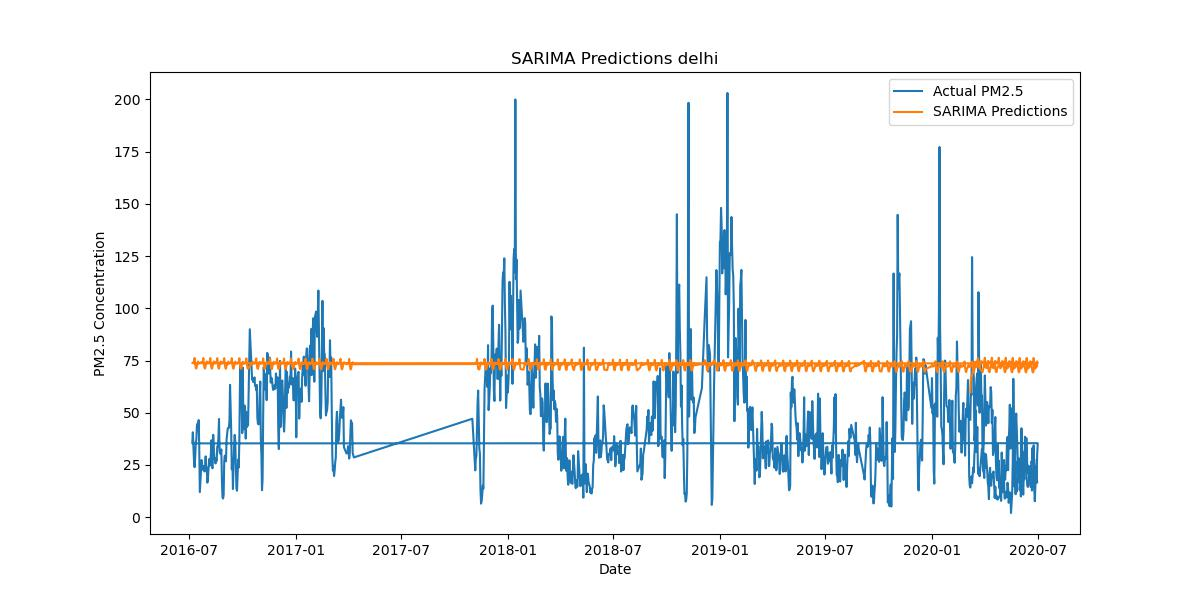 SARIMA Predictions delhi
Actual PM2.5
SARIMA Predictions
PM2.5 Concentration
200
175
150
125
100
75
50
25
0
2016-07 2017-01 2017-07 2018-01 2018-07 2019-01 2019-07 2020-01 2020-07
Date